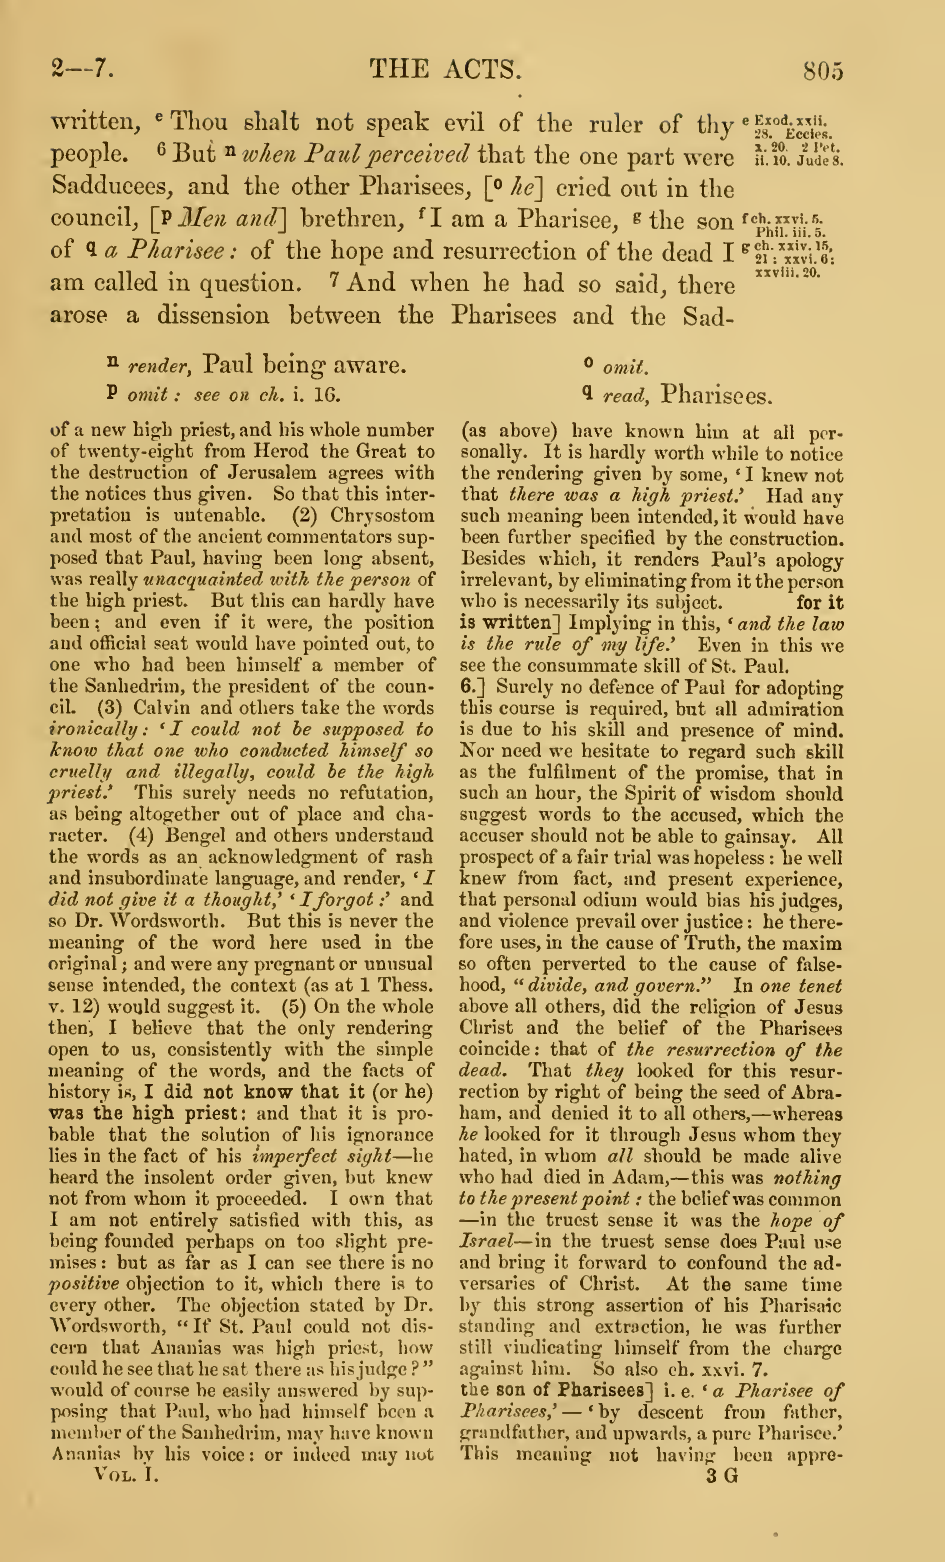 2—7.
THE ACTS.
805
written, e Thou shalt not speak evil of the ruler of thy
people. 6 But n when Paul perceived that the one part were
Sadducees, and the other Pharisees, [o he] cried out in the
council, [p Men and] brethren, f I am a Pharisee, g the son
of q a Pharisee: of the hope and resurrection of the dead I
am called in question. 7 And when he had so said, there
arose a dissension between the Pharisees and the Sad-
e Exod. xxii.
28. Eccles.
x. 20. 2 Pet.
ii. 10. Jude 8.
f ch. xxvi. 5.
Phil. iii. 5.
g ch. xxiv. 15,
21: xxvi. 6:
xxviii. 20.
n render, Paul being aware.
p omit: see on ch. i. 16.
o omit.
q read, Pharisees.
of a new high priest, and his whole number
of twenty-eight from Herod the Great to
the destruction of Jerusalem agrees with
the notices thus given. So that this inter-
pretation is untenable. (2) Chrysostom
and most of the ancient commentators sup-
posed that Paul, having been long absent,
was really unacquainted with the person of
the high priest. But this can hardly have
been; and even if it were, the position
and official seat would have pointed out, to
one who had been himself a member of
the Sanhedrim, the president of the coun-
cil. (3) Calvin and others take the words
ironically: ‘I could not be supposed to
know that one who conducted himself so
cruelly and illegally, could be the high
priest.’ This surely needs no refutation,
as being altogether out of place and cha-
racter. (4) Bengel and others understand
the words as an acknowledgment of rash
and insubordinate language, and render, ‘I
did not give it a thought,’ ‘I forgot:’ and
so Dr. Wordsworth. But this is never the
meaning of the word here used in the
original; and were any pregnant or unusual
sense intended, the context (as at 1 Thess.
v. 12) would suggest it. (5) On the whole
then, I believe that the only rendering
open to us, consistently with the simple
meaning of the words, and the facts of
history is, I did not know that it (or he)
was the high priest: and that it is pro-
bable that the solution of his ignorance
lies in the fact of his imperfect sight—he
heard the insolent order given, but knew
not from whom it proceeded. I own that
I am not entirely satisfied with this, as
being founded perhaps on too slight pre-
mises: but as far as I can see there is no
positive objection to it, which there is to
every other. The objection stated by Dr.
Wordsworth, “If St. Paul could not dis-
cern that Ananias was high priest, how
could he see that he sat there as his judge?”
would of course be easily answered by sup-
posing that Paul, who had himself been a
member of the Sanhedrim, may have known
Ananias by his voice: or indeed may not
(as above) have known him at all per-
sonally. It is hardly worth while to notice
the rendering given by some, ‘I knew not
that there was a high priest.’ Had any
such meaning been intended, it would have
been further specified by the construction.
Besides which, it renders Paul’s apology
irrelevant, by eliminating from it the person
who is necessarily its subject. for it
is written] Implying in this, ‘and the law
is the rule of my life.’ Even in this we
see the consummate skill of St. Paul.
6.] Surely no defence of Paul for adopting
this course is required, but all admiration
is due to his skill and presence of mind.
Nor need we hesitate to regard such skill
as the fulfilment of the promise, that in
such an hour, the Spirit of wisdom should
suggest words to the accused, which the
accuser should not be able to gainsay. All
prospect of a fair trial was hopeless: he well
knew from fact, and present experience,
that personal odium would bias his judges,
and violence prevail over justice: he there-
fore uses, in the cause of Truth, the maxim
so often perverted to the cause of false-
hood, “divide, and govern.” In one tenet
above all others, did the religion of Jesus
Christ and the belief of the Pharisees
coincide: that of the resurrection of the
dead. That they looked for this resur-
rection by right of being the seed of Abra-
ham, and denied it to all others,—whereas
he looked for it through Jesus whom they
hated, in whom all should be made alive
who had died in Adam,—this was nothing
to the present point: the belief was common
—in the truest sense it was the hope of
Israel—in the truest sense does Paul use
and bring it forward to confound the ad-
versaries of Christ. At the same time
by this strong assertion of his Pharisaic
standing and extraction, he was further
still vindicating himself from the charge
against him. So also ch. xxvi. 7.
the son of Pharisees] i. e. ‘a Pharisee of
Pharisees,’—‘by descent from father,
grandfather, and upwards, a pure Pharisee.’
This meaning not having been appre-
VOL. I.
3 G